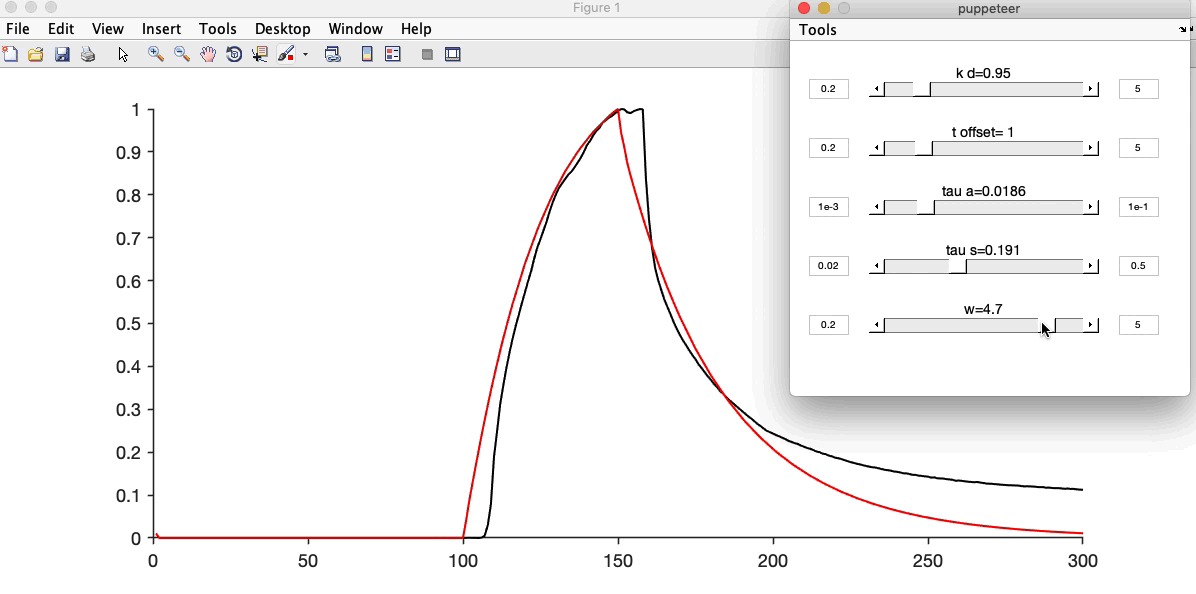 Figure 1
File Edit View Insert Tools Desktop Window Help
puppeteer
Tools
k d=0.95
0.2 5
t offset= 1
0.2 5
tau a=0.0186
1e-3 1e-1
tau s=0.191
0.02 0.5
w=4.7
0.2 5
1
0.9
0.8
0.7
0.6
0.5
0.4
0.3
0.2
0.1
0
0 50 100 150 200 250 300